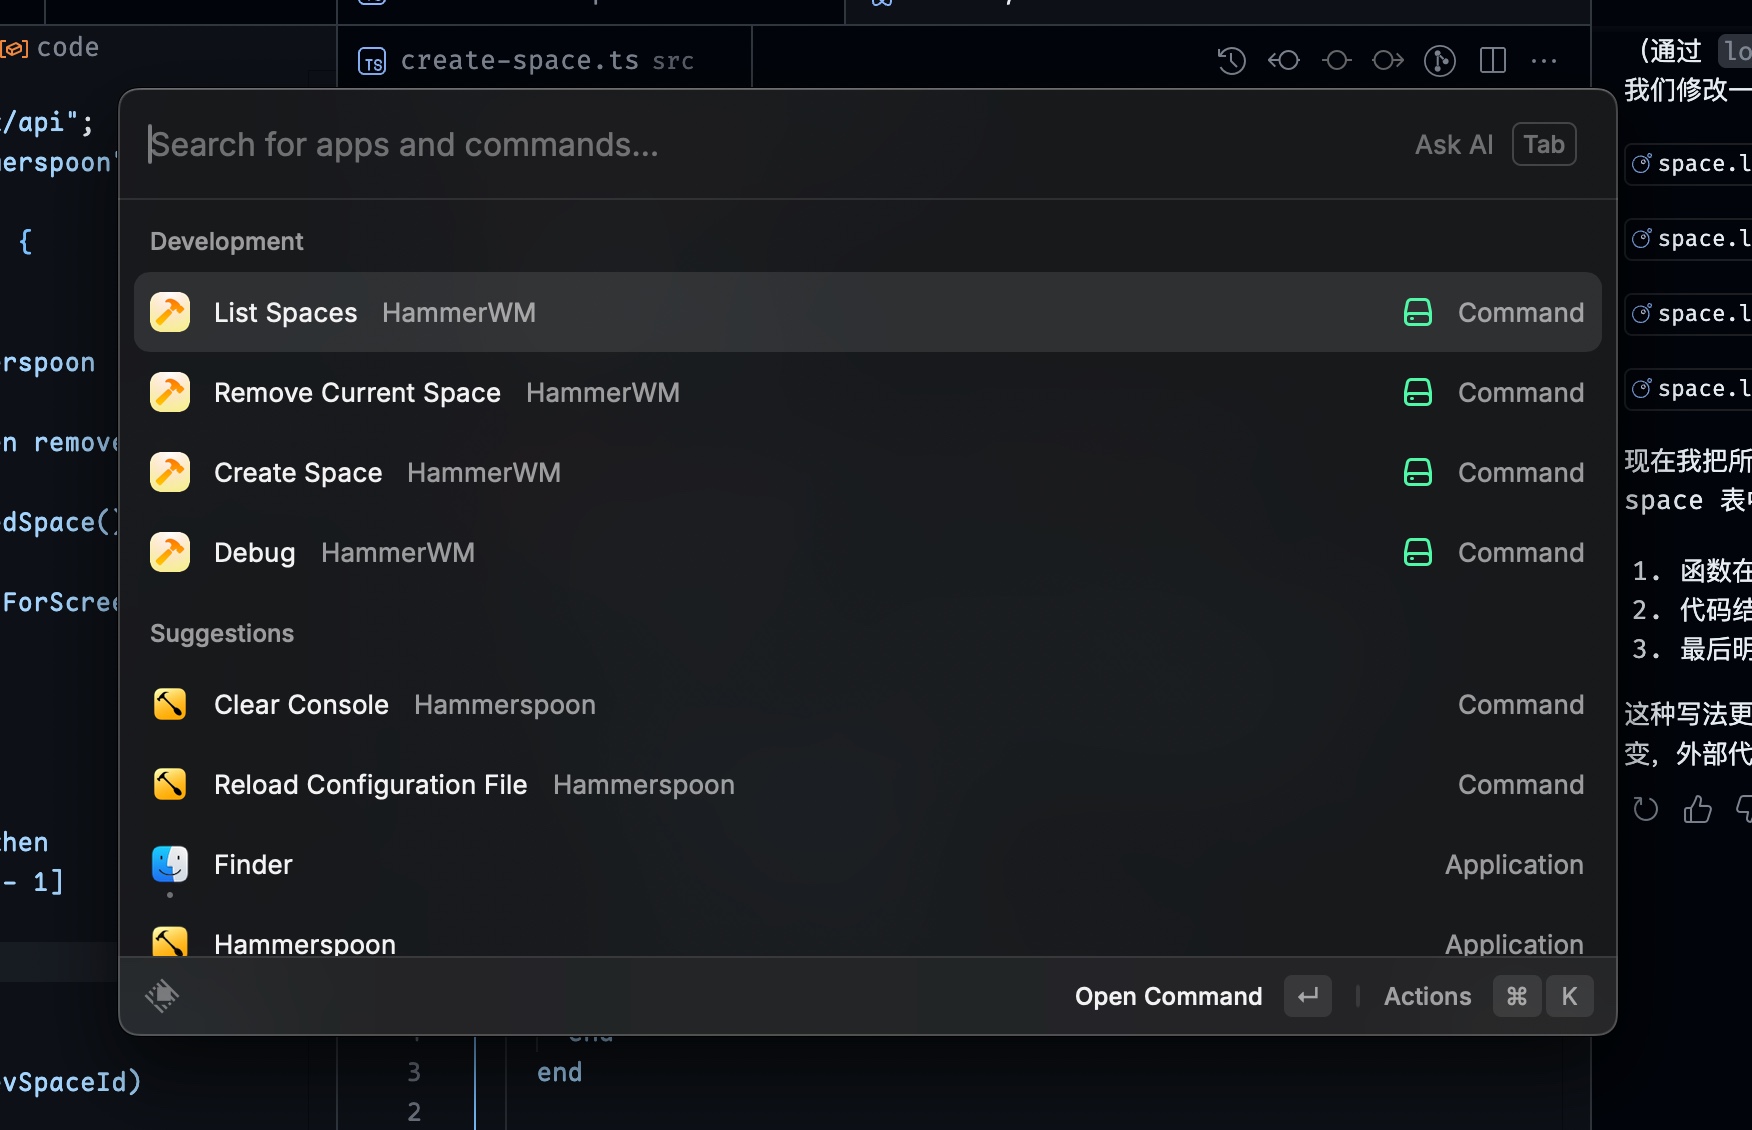 code
create-space.ts src
/api";
erspoon"
{
rspoon
n remove
dSpace()
ForScree
then
- 1]
vSpaceId)
Search for apps and commands...
Ask AI Tab
Development
List Spaces HammerWM Command
Remove Current Space HammerWM Command
Create Space HammerWM Command
Debug HammerWM Command
Suggestions
Clear Console Hammerspoon Command
Reload Configuration File Hammerspoon Command
Finder Application
Hammerspoon Application
Open Command ↵ Actions ⌘ K
end
3 end
2
（通过 lo
我们修改一
space.l
space.l
space.l
space.l
现在我把所
space 表
1. 函数在
2. 代码结
3. 最后明
这种写法更
变，外部代